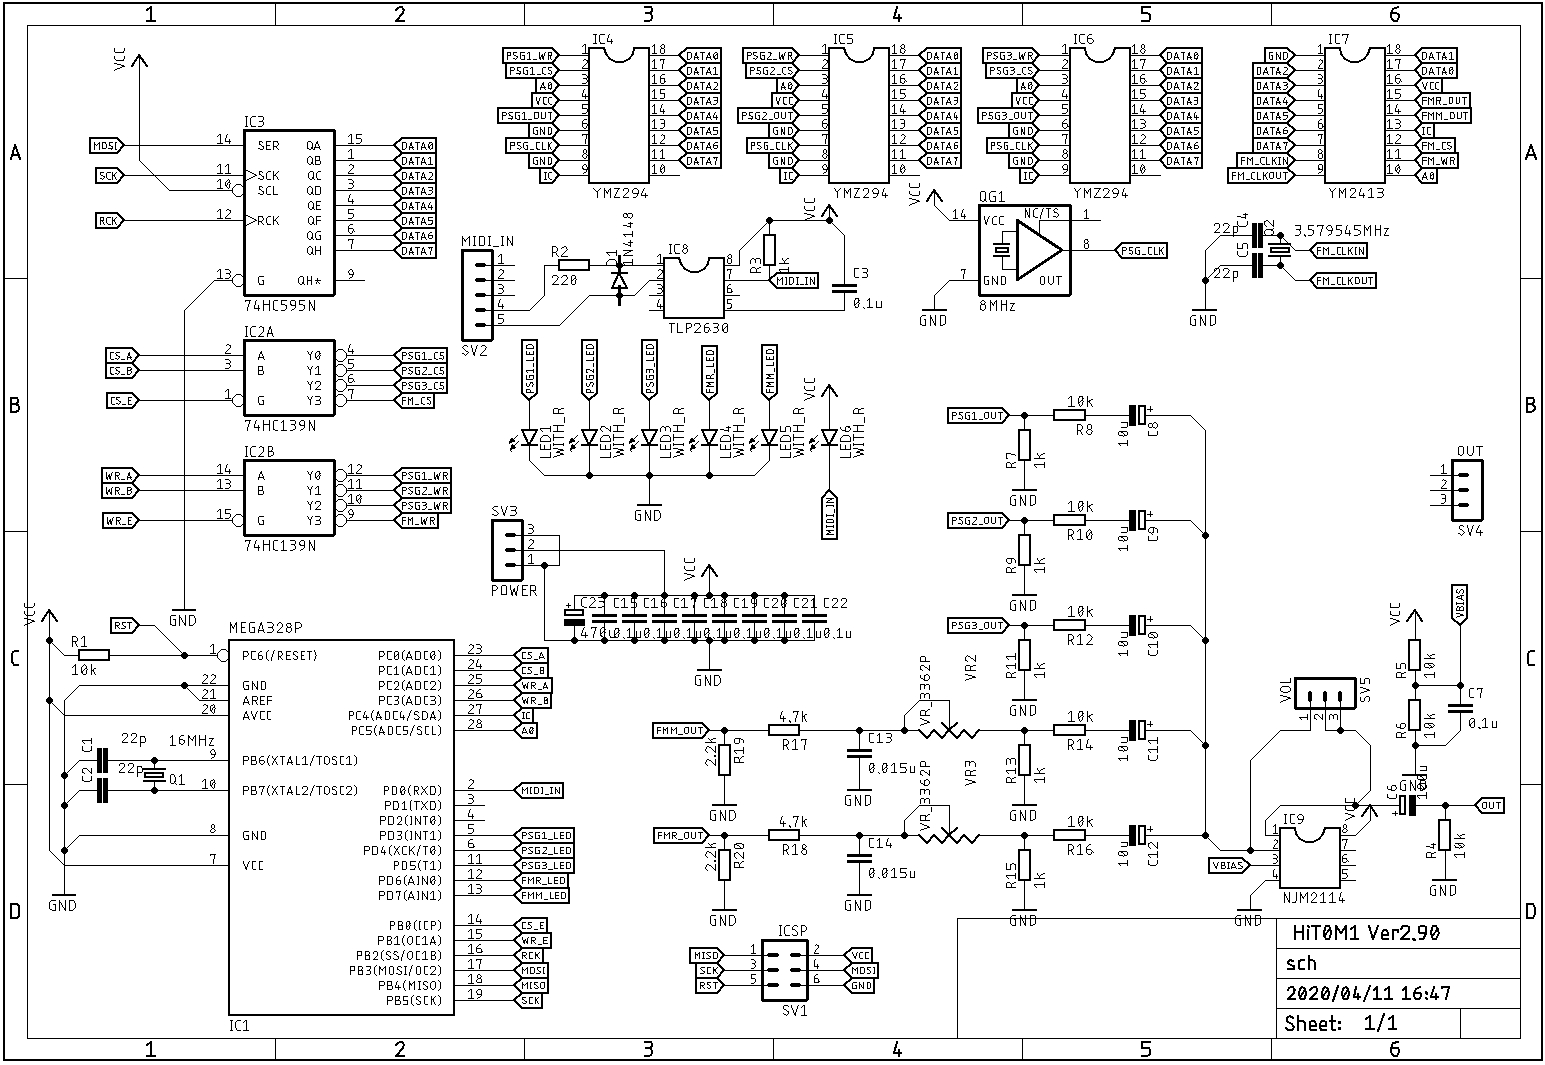 1 2 3 4 5 6
A B C D
IC3
VCC
MOSI 14 SER QA 15 DATA0
QB 1 DATA1
SCK 11 SCK QC 2 DATA2
10 SCL QD 3 DATA3
QE 4 DATA4
RCK 12 RCK QF 5 DATA5
QG 6 DATA6
QH 7 DATA7
13 G QH* 9
74HC595N
IC2A
CS_A 2 A Y0 4 PSG1_CS
CS_B 3 B Y1 5 PSG2_CS
Y2 6 PSG3_CS
CS_E 1 G Y3 7 FM_CS
74HC139N
IC2B
WR_A 14 A Y0 12 PSG1_WR
WR_B 13 B Y1 11 PSG2_WR
Y2 10 PSG3_WR
WR_E 15 G Y3 9 FM_WR
74HC139N
GND
IC4
PSG1_WR 1 18 DATA0
PSG1_CS 2 17 DATA1
A0 3 16 DATA2
VCC 4 15 DATA3
PSG1_OUT 5 14 DATA4
GND 6 13 DATA5
PSG_CLK 7 12 DATA6
GND 8 11 DATA7
IC 9 10
YMZ294
IC5
PSG2_WR 1 18 DATA0
PSG2_CS 2 17 DATA1
A0 3 16 DATA2
VCC 4 15 DATA3
PSG2_OUT 5 14 DATA4
GND 6 13 DATA5
PSG_CLK 7 12 DATA6
GND 8 11 DATA7
IC 9 10
YMZ294
IC6
PSG3_WR 1 18 DATA0
PSG3_CS 2 17 DATA1
A0 3 16 DATA2
VCC 4 15 DATA3
PSG3_OUT 5 14 DATA4
GND 6 13 DATA5
PSG_CLK 7 12 DATA6
GND 8 11 DATA7
IC 9 10
YMZ294
IC7
GND 1 18 DATA1
DATA2 2 17 DATA0
DATA3 3 16 VCC
DATA4 4 15 FMR_OUT
DATA5 5 14 FMM_OUT
DATA6 6 13 IC
DATA7 7 12 FM_CS
FM_CLKIN 8 11 FM_WR
FM_CLKOUT 9 10 A0
YM2413
MIDI_IN
1
2
3
4
5
SV2
R2
220
D1
1N4148
IC8
1 8
2 7
3 6
4 5
TLP2630
R3
1k
VCC
MIDI_IN
C3
0.1u
VCC
QG1
14 VCC NC/TS 1
8 PSG_CLK
7 GND OUT
8MHz
GND
22p C4
C5 22p
Q2
3.579545MHz
FM_CLKIN
FM_CLKOUT
GND
PSG1_LED PSG2_LED PSG3_LED FMR_LED FMM_LED VCC
LED1 WITH_R
LED2 WITH_R
LED3 WITH_R
LED4 WITH_R
LED5 WITH_R
LED6 WITH_R
GND
MIDI_IN
SV3
3
2
1
POWER
VCC
C23 C15 C16 C17 C18 C19 C20 C21 C22
470u 0.1u 0.1u 0.1u 0.1u 0.1u 0.1u 0.1u 0.1u
GND
PSG1_OUT R7 1k GND 10k R8 10u C8
PSG2_OUT R9 1k GND 10k R10 10u C9
PSG3_OUT R11 1k GND 10k R12 10u C10
FMM_OUT 2.2k R19 GND 4.7k R17 C13 0.015u GND VR_3362P VR2 R13 1k GND 10k R14 10u C11
FMR_OUT 2.2k R20 GND 4.7k R18 C14 0.015u GND VR_3362P VR3 R15 1k GND 10k R16 10u C12
OUT
1
2
3
SV4
VCC
VBIAS
R5 10k
R6 10k
C7
0.1u
GND
VOL
1 2 3
SV5
C6 100u
VCC
OUT
R4 10k
GND
IC9
1 8
2 7
VBIAS 3 6
4 5
NJM2114
GND
VCC
RST
R1
10k
MEGA328P
1 PC6(/RESET)
22 GND
21 AREF
20 AVCC
C1 22p 16MHz
9 PB6(XTAL1/TOSC1)
C2 22p Q1
10 PB7(XTAL2/TOSC2)
8 GND
7 VCC
GND
PC0(ADC0) 23 CS_A
PC1(ADC1) 24 CS_B
PC2(ADC2) 25 WR_A
PC3(ADC3) 26 WR_B
PC4(ADC4/SDA) 27 IC
PC5(ADC5/SCL) 28 A0
PD0(RXD) 2 MIDI_IN
PD1(TXD) 3
PD2(INT0) 4
PD3(INT1) 5 PSG1_LED
PD4(XCK/T0) 6 PSG2_LED
PD5(T1) 11 PSG3_LED
PD6(AIN0) 12 FMR_LED
PD7(AIN1) 13 FMM_LED
PB0(ICP) 14 CS_E
PB1(OC1A) 15 WR_E
PB2(SS/OC1B) 16 RCK
PB3(MOSI/OC2) 17 MOSI
PB4(MISO) 18 MISO
PB5(SCK) 19 SCK
IC1
ICSP
MISO 1 2 VCC
SCK 3 4 MOSI
RST 5 6 GND
SV1
HiT0M1 Ver2.90
sch
2020/04/11 16:47
Sheet: 1/1
A B C D
1 2 3 4 5 6